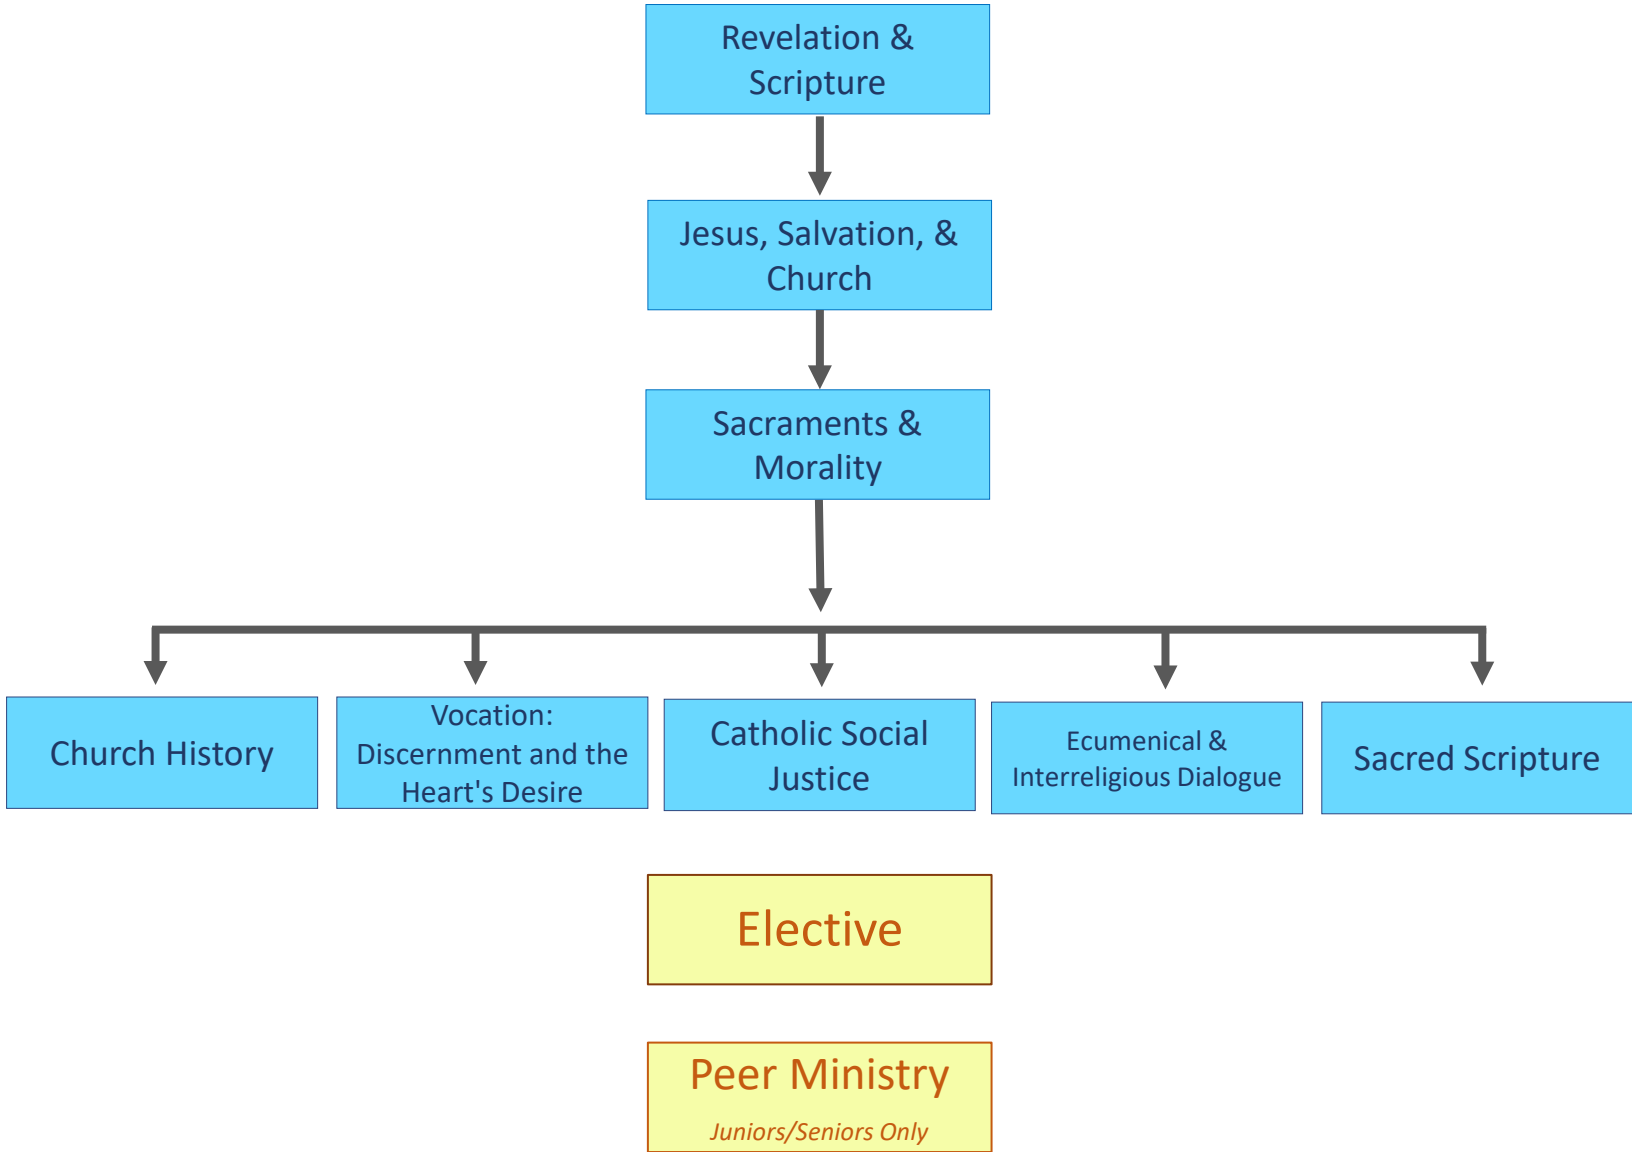 Revelation &
Scripture
Jesus, Salvation, &
Church
Sacraments &
Morality
Church History
Vocation:
Discernment and the
Heart's Desire
Catholic Social
Justice
Ecumenical &
Interreligious Dialogue
Sacred Scripture
Elective
Peer Ministry
Juniors/Seniors Only